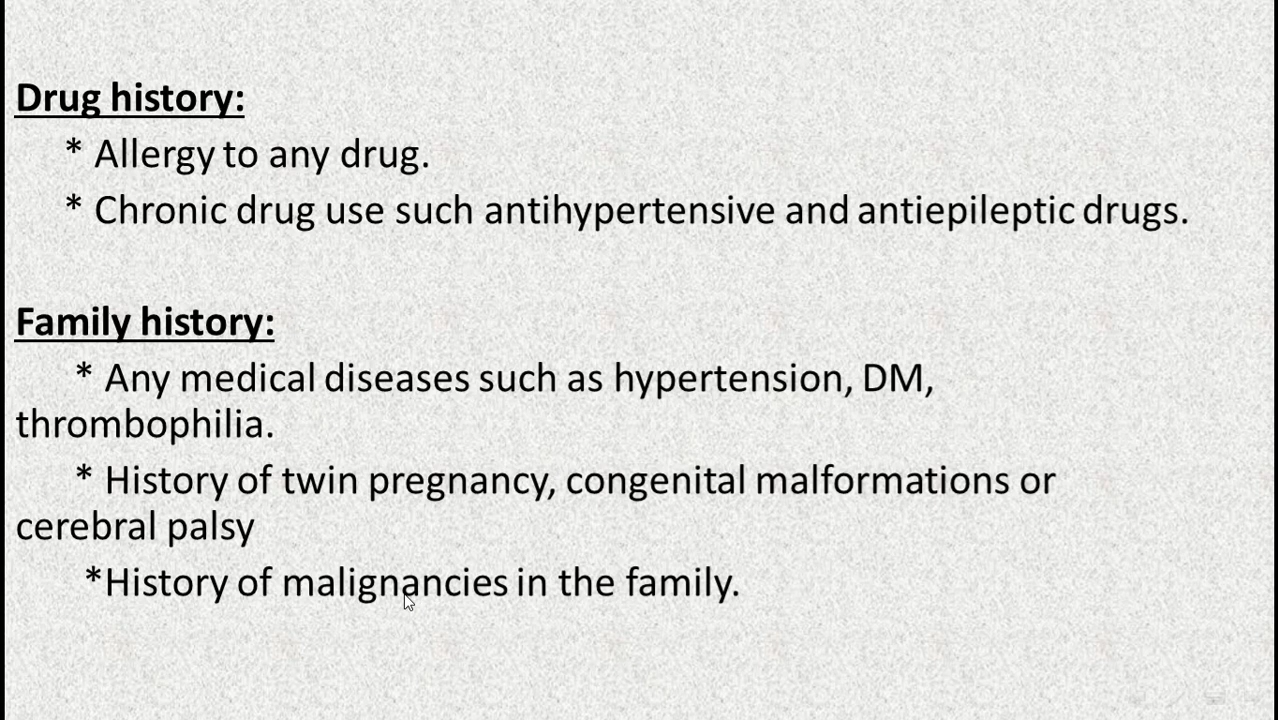 Drug history:
* Allergy to any drug.
* Chronic drug use such antihypertensive and antiepileptic drugs.
Family history:
* Any medical diseases such as hypertension, DM,
thrombophilia.
* History of twin pregnancy, congenital malformations or
cerebral palsy
*History of malignancies in the family.